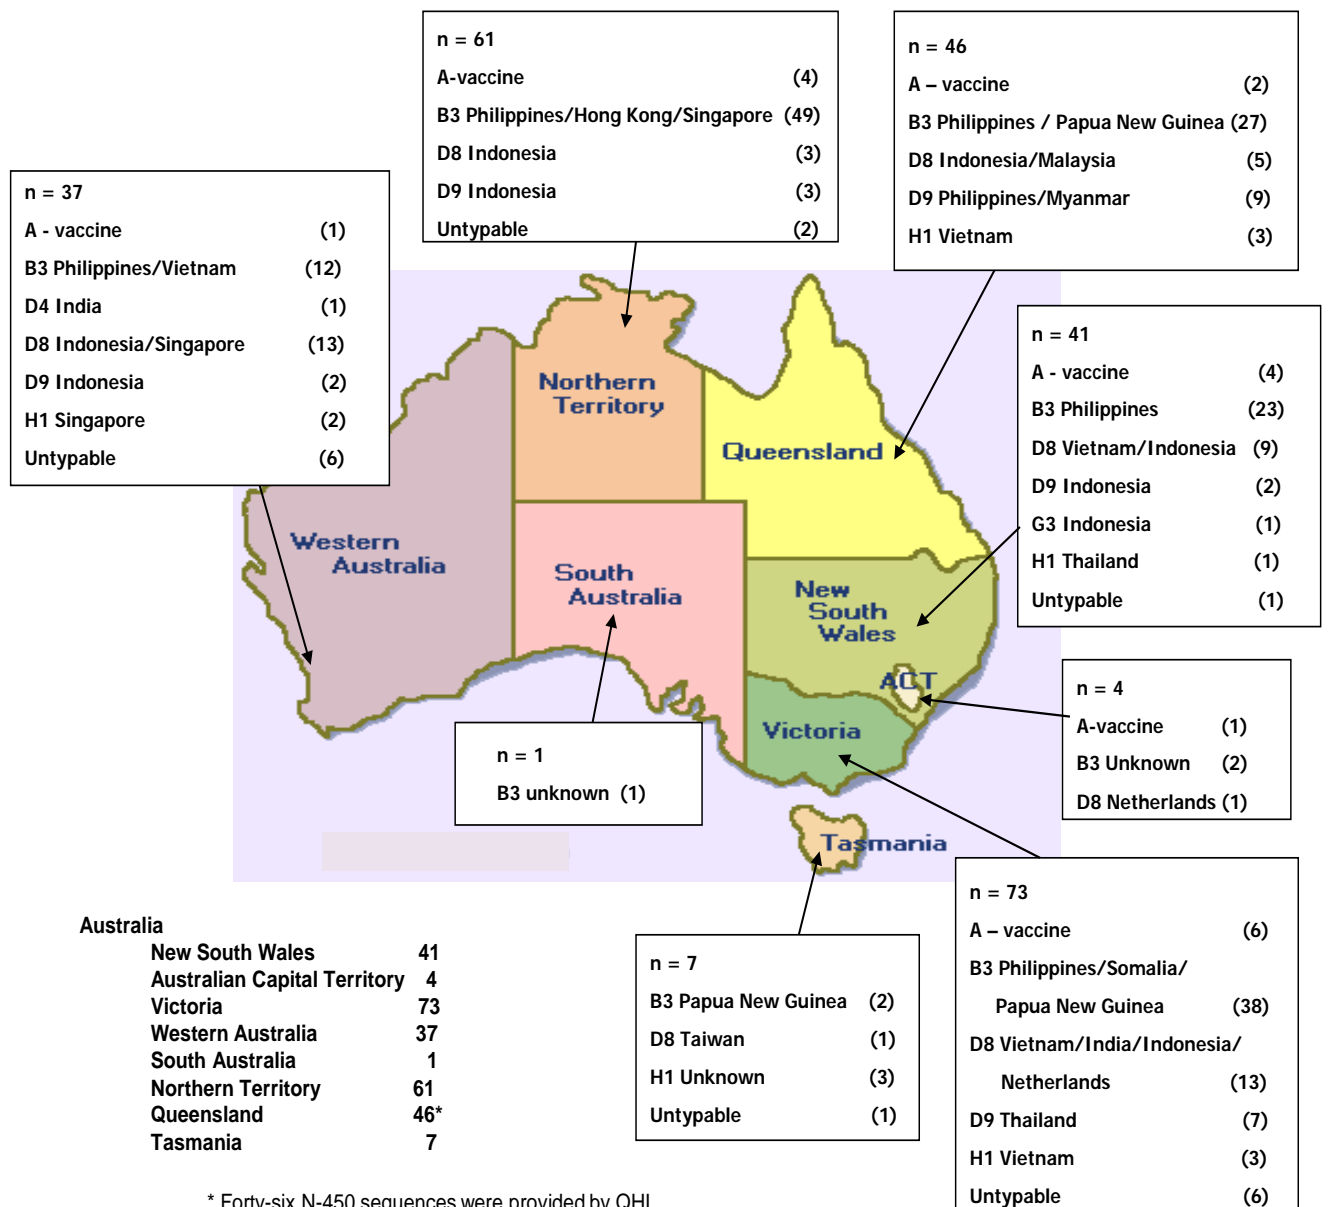 n = 61
A-vaccine (4)
B3 Philippines/Hong Kong/Singapore (49)
D8 Indonesia (3)
D9 Indonesia (3)
Untypable (2)
n = 46
A – vaccine (2)
B3 Philippines / Papua New Guinea (27)
D8 Indonesia/Malaysia (5)
D9 Philippines/Myanmar (9)
H1 Vietnam (3)
n = 37
A - vaccine (1)
B3 Philippines/Vietnam (12)
D4 India (1)
D8 Indonesia/Singapore (13)
D9 Indonesia (2)
H1 Singapore (2)
Untypable (6)
n = 41
A - vaccine (4)
B3 Philippines (23)
D8 Vietnam/Indonesia (9)
D9 Indonesia (2)
G3 Indonesia (1)
H1 Thailand (1)
Untypable (1)
Northern
Territory
Queensland
Western
Australia
South
Australia
New
South
Wales
ACT
Victoria
Tasmania
n = 4
A-vaccine (1)
B3 Unknown (2)
D8 Netherlands (1)
n = 1
B3 unknown (1)
n = 73
A – vaccine (6)
B3 Philippines/Somalia/
Papua New Guinea (38)
D8 Vietnam/India/Indonesia/
Netherlands (13)
D9 Thailand (7)
H1 Vietnam (3)
Untypable (6)
n = 7
B3 Papua New Guinea (2)
D8 Taiwan (1)
H1 Unknown (3)
Untypable (1)
Australia
New South Wales 41
Australian Capital Territory 4
Victoria 73
Western Australia 37
South Australia 1
Northern Territory 61
Queensland 46*
Tasmania 7
* Forty-six N-450 sequences were provided by